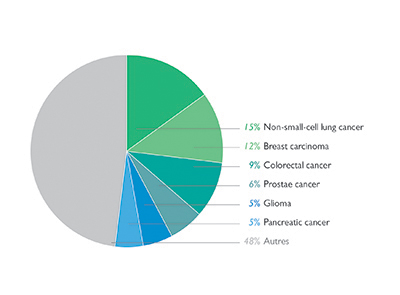 15% Non-small-cell lung cancer
12% Breast carcinoma
9% Colorectal cancer
6% Prostae cancer
5% Glioma
5% Pancreatic cancer
48% Autres